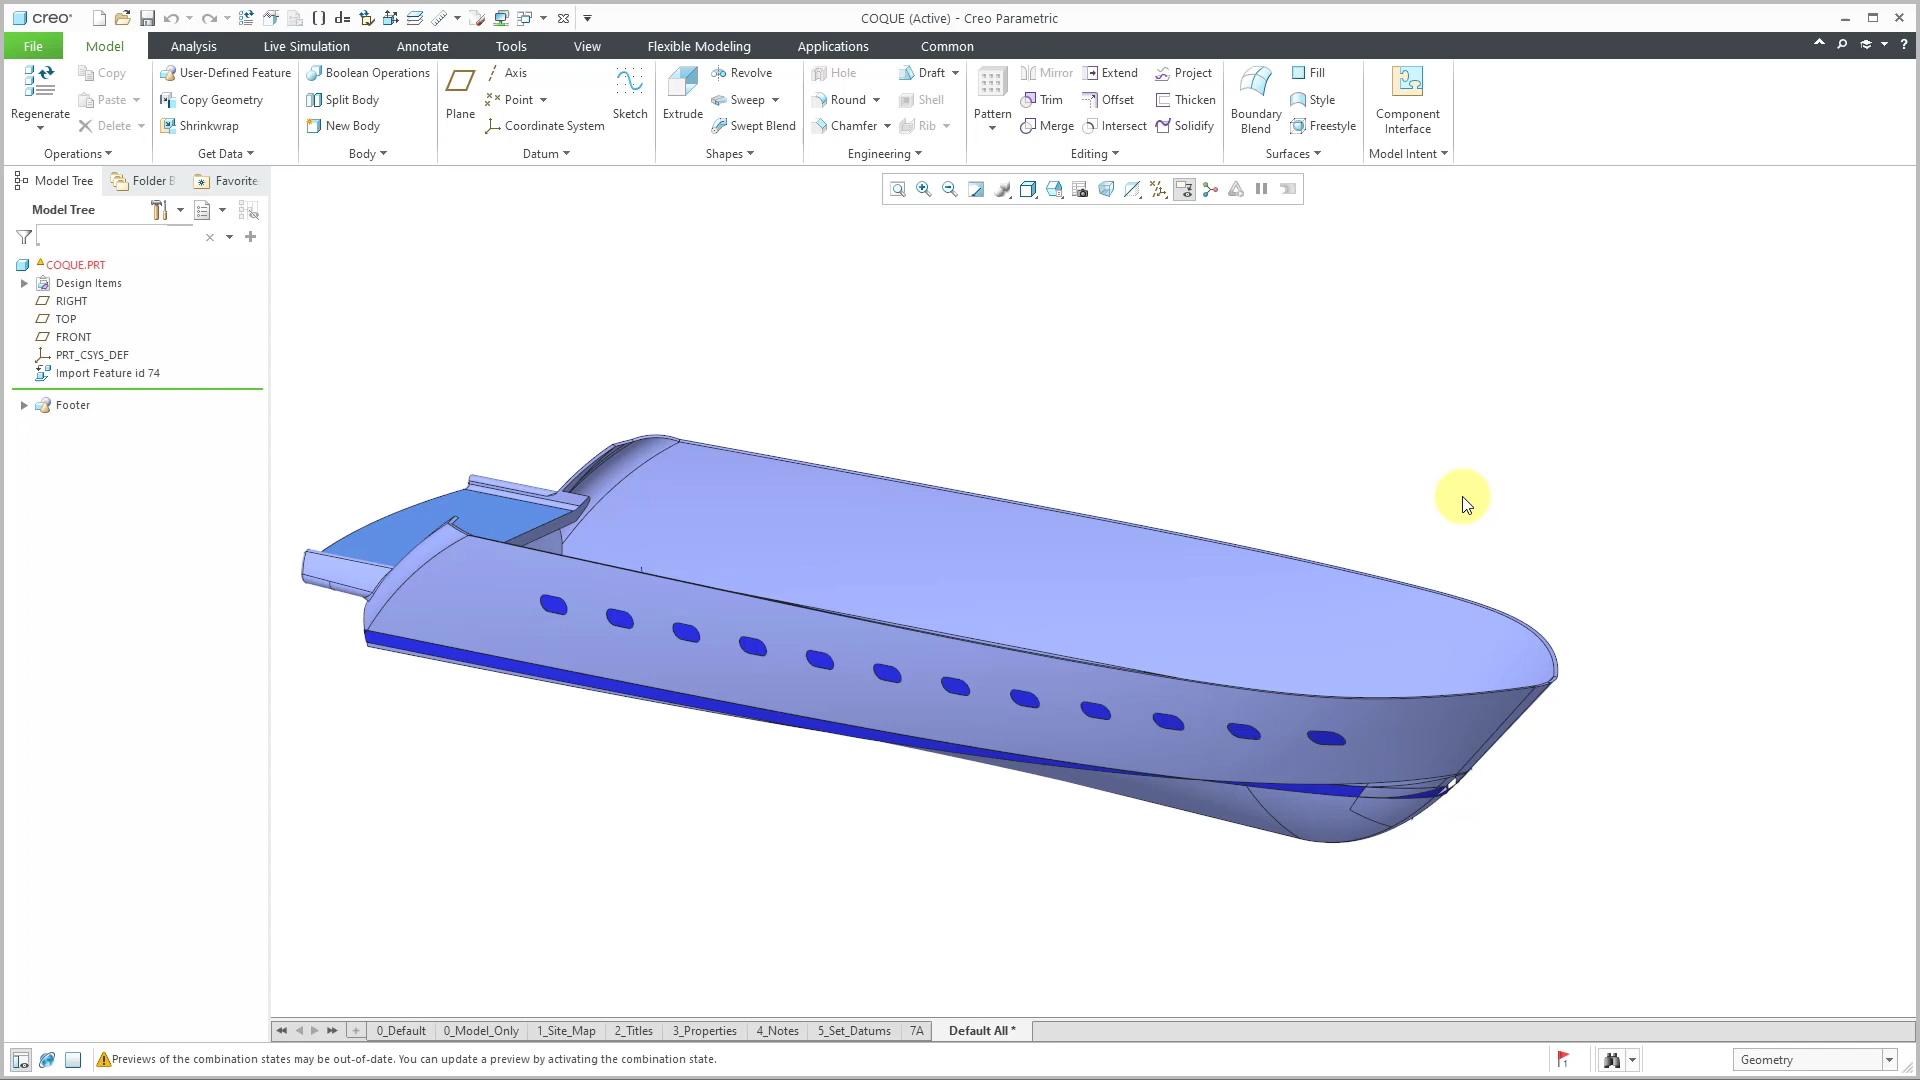 creo® d= COQUE (Active) - Creo Parametric
File Model Analysis Live Simulation Annotate Tools View Flexible Modeling Applications Common ?
Copy User-Defined Feature Boolean Operations Axis Revolve Hole Draft Mirror Extend Project Fill
Paste Copy Geometry Split Body Point Sweep Round Shell Trim Offset Thicken Style
Regenerate Plane Sketch Extrude Pattern Boundary Blend Component Interface
Delete Shrinkwrap New Body Coordinate System Swept Blend Chamfer Rib Merge Intersect Solidify Freestyle
Operations Get Data Body Datum Shapes Engineering Editing Surfaces Model Intent
Model Tree Folder B Favorite
Model Tree
COQUE.PRT
Design Items
RIGHT
TOP
FRONT
PRT_CSYS_DEF
Import Feature id 74
Footer
0_Default 0_Model_Only 1_Site_Map 2_Titles 3_Properties 4_Notes 5_Set_Datums 7A Default All *
Previews of the combination states may be out-of-date. You can update a preview by activating the combination state. 1 Geometry